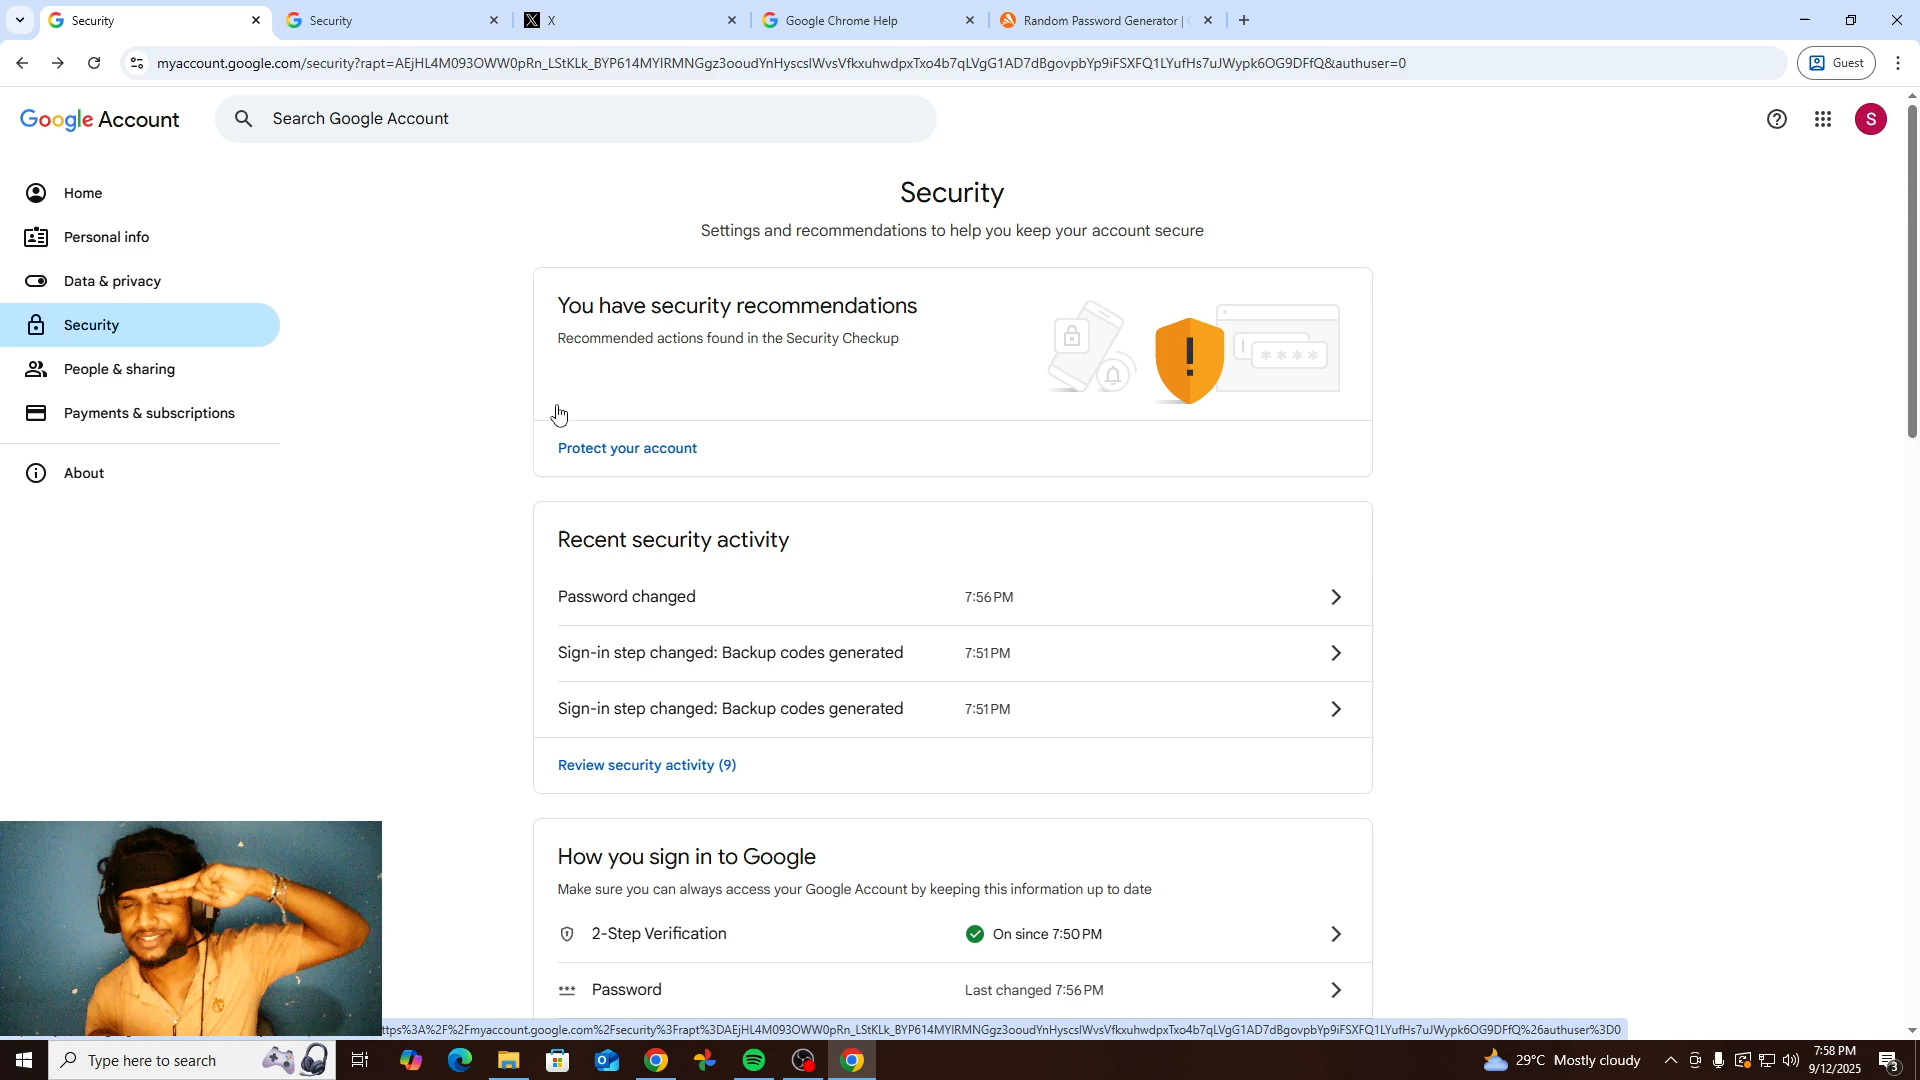 Security
Security
X
Google Chrome Help
Random Password Generator |
myaccount.google.com/security?rapt=AEjHL4M093OWW0pRn_LStKLk_BYP614MYIRMNGgz3ooudYnHyscslWvsVfkxuhwdpxTxo4b7qLVgG1AD7dBgovpbYp9iFSXFQ1LYufHs7uJWypk6OG9DFfQ&authuser=0
Guest
Google Account
Search Google Account
S
Home
Personal info
Data & privacy
Security
People & sharing
Payments & subscriptions
About
Security
Settings and recommendations to help you keep your account secure
You have security recommendations
Recommended actions found in the Security Checkup
Protect your account
Recent security activity
Password changed 7:56 PM
Sign-in step changed: Backup codes generated 7:51 PM
Sign-in step changed: Backup codes generated 7:51 PM
Review security activity (9)
How you sign in to Google
Make sure you can always access your Google Account by keeping this information up to date
2-Step Verification On since 7:50 PM
Password Last changed 7:56 PM
ttps%3A%2F%2Fmyaccount.google.com%2Fsecurity%3Frapt%3DAEjHL4M093OWW0pRn_LStKLk_BYP614MYIRMNGgz3ooudYnHyscslWvsVfkxuhwdpxTxo4b7qLVgG1AD7dBgovpbYp9iFSXFQ1LYufHs7uJWypk6OG9DFfQ%26authuser%3D0
Type here to search
29°C Mostly cloudy
7:58 PM
9/12/2025
3